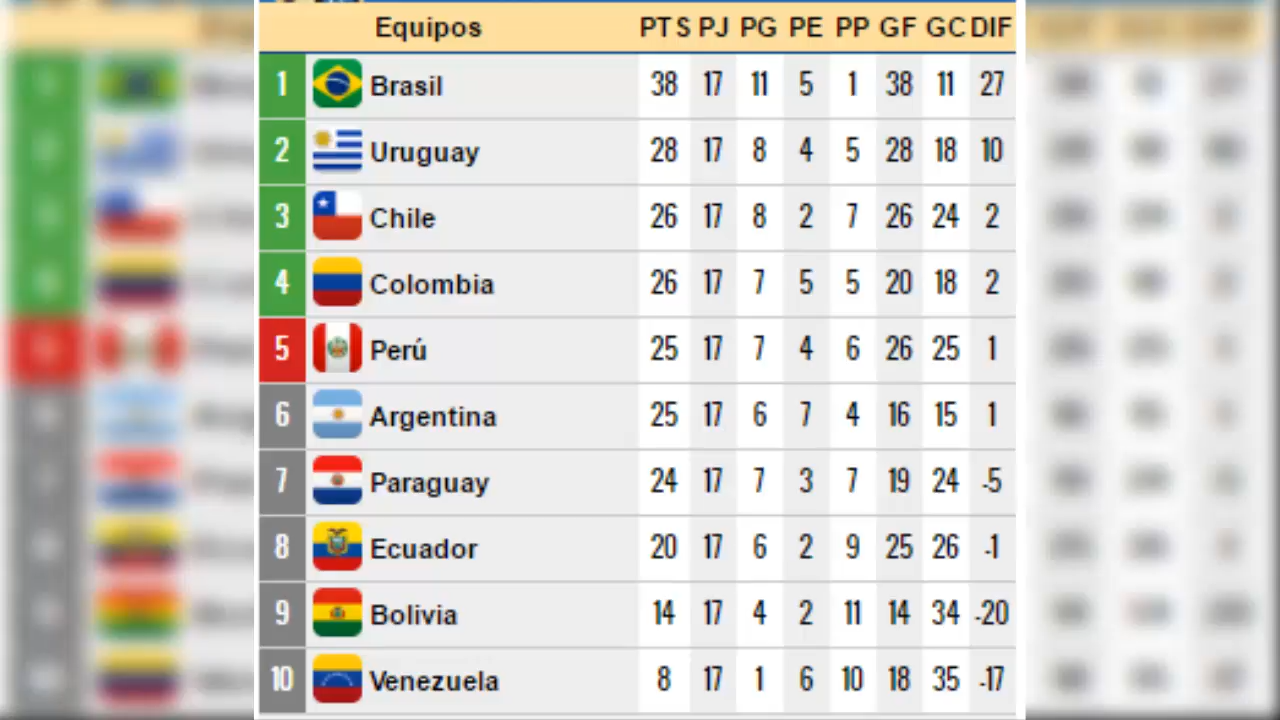 Equipos PTS PJ PG PE PP GF GC DIF
1 Brasil 38 17 11 5 1 38 11 27
2 Uruguay 28 17 8 4 5 28 18 10
3 Chile 26 17 8 2 7 26 24 2
4 Colombia 26 17 7 5 5 20 18 2
5 Perú 25 17 7 4 6 26 25 1
6 Argentina 25 17 6 7 4 16 15 1
7 Paraguay 24 17 7 3 7 19 24 -5
8 Ecuador 20 17 6 2 9 25 26 -1
9 Bolivia 14 17 4 2 11 14 34 -20
10 Venezuela 8 17 1 6 10 18 35 -17